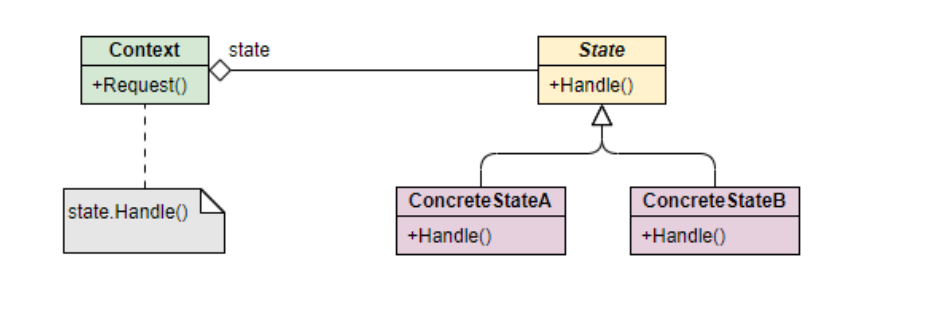 Context
+Request()
state
State
+Handle()
state.Handle()
ConcreteStateA
+Handle()
ConcreteStateB
+Handle()